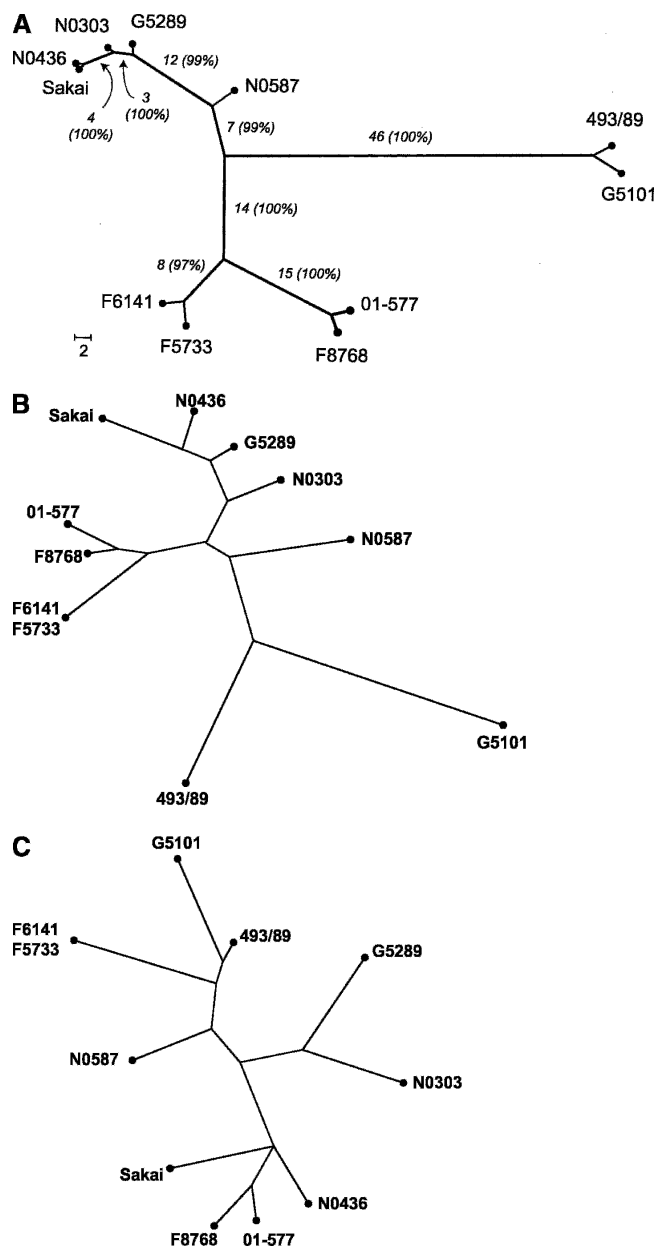 A
N0303
G5289
N0436
Sakai
12 (99%)
N0587
4
(100%)
3
(100%)
7 (99%)
46 (100%)
493/89
G5101
14 (100%)
8 (97%)
15 (100%)
F6141
F5733
01-577
F8768
2
B
Sakai
N0436
G5289
N0303
01-577
F8768
N0587
F6141
F5733
G5101
493/89
C
G5101
F6141
F5733
493/89
G5289
N0587
N0303
Sakai
N0436
F8768
01-577